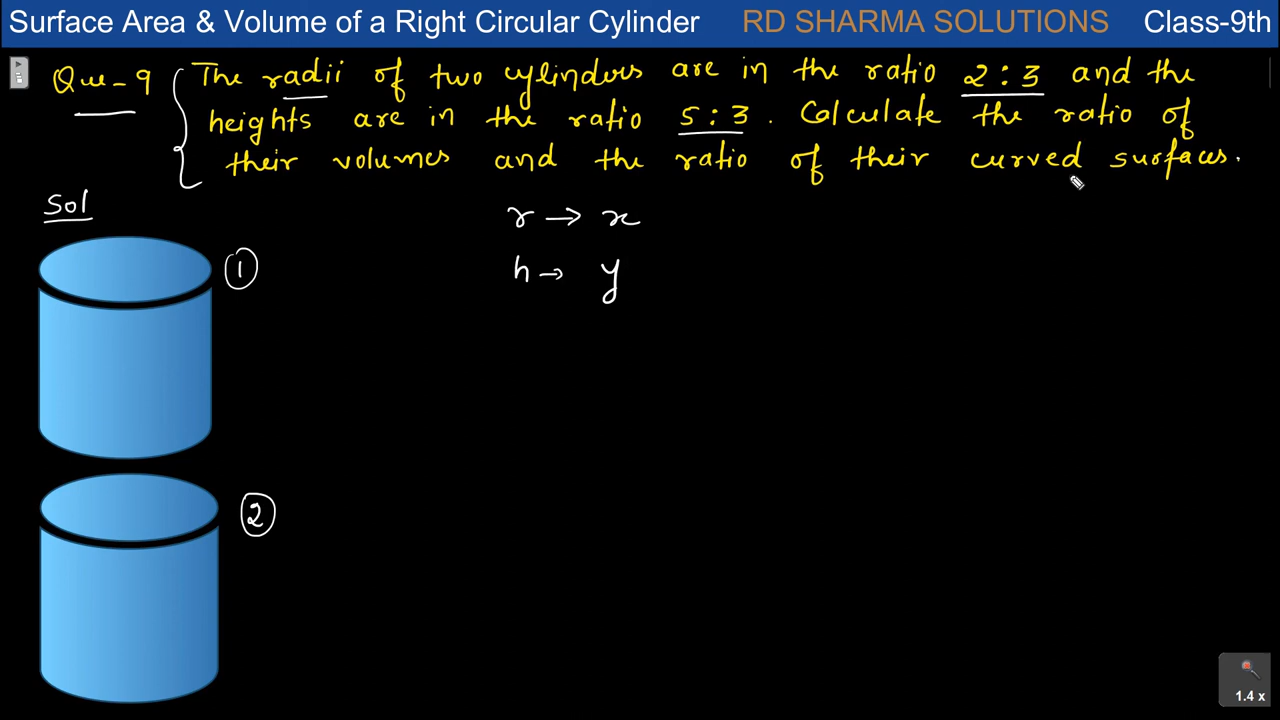 Surface Area & Volume of a Right Circular Cylinder RD SHARMA SOLUTIONS Class-9th
Que-9 The radii of two cylinders are in the ratio 2:3 and the
heights are in the ratio 5:3. Calculate the ratio of
their volumes and the ratio of their curved surfaces.
Sol
r → x
①
h → y
②
1.4 x